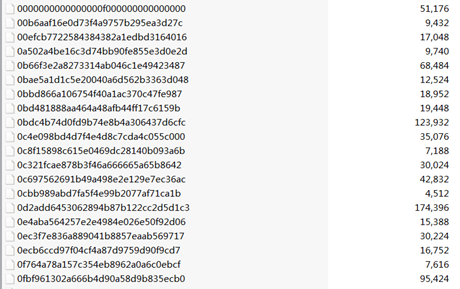 0000000000000000f000000000000000 51,176
00b6aaf16e0d73f4a9757b295ea3d27c 9,432
00efcb7722584384382a1edbd3164016 17,048
0a502a4be16c3d74bb90fe855e3d0e2d 9,740
0b66f3e2a8273314ab046c1e49423487 68,484
0bae5a1d1c5e20040a6d562b3363d048 12,524
0bbd866a106754f40a1ac370c47fe987 18,952
0bd481888aa464a48afb44ff17c6159b 19,448
0bdc4b74d0fd9b74e8b4a306437d6cfc 123,932
0c4e098bd4d7f4e4d8c7cda4c055c000 35,076
0c8f15898c615e0469dc28140b093a6b 7,188
0c321fcae878b3f46a666665a65b8642 30,024
0c697562691b49a498e2e129e7ec36ac 42,832
0cbb989abd7fa5f4e99b2077af71ca1b 4,512
0d2add6453062894b87b122cc2d5d1c3 174,396
0e4aba564257e2e4984e026e50f92d06 15,388
0ec3f7e836a889041b8857eaab569717 30,224
0ecb6ccd97f04cf4a87d9759d90f9cd7 16,752
0f764a78a157c354eb8962a0a6c0ebcf 7,616
0fbf961302a666b4d90a58d9b835ecb0 95,424